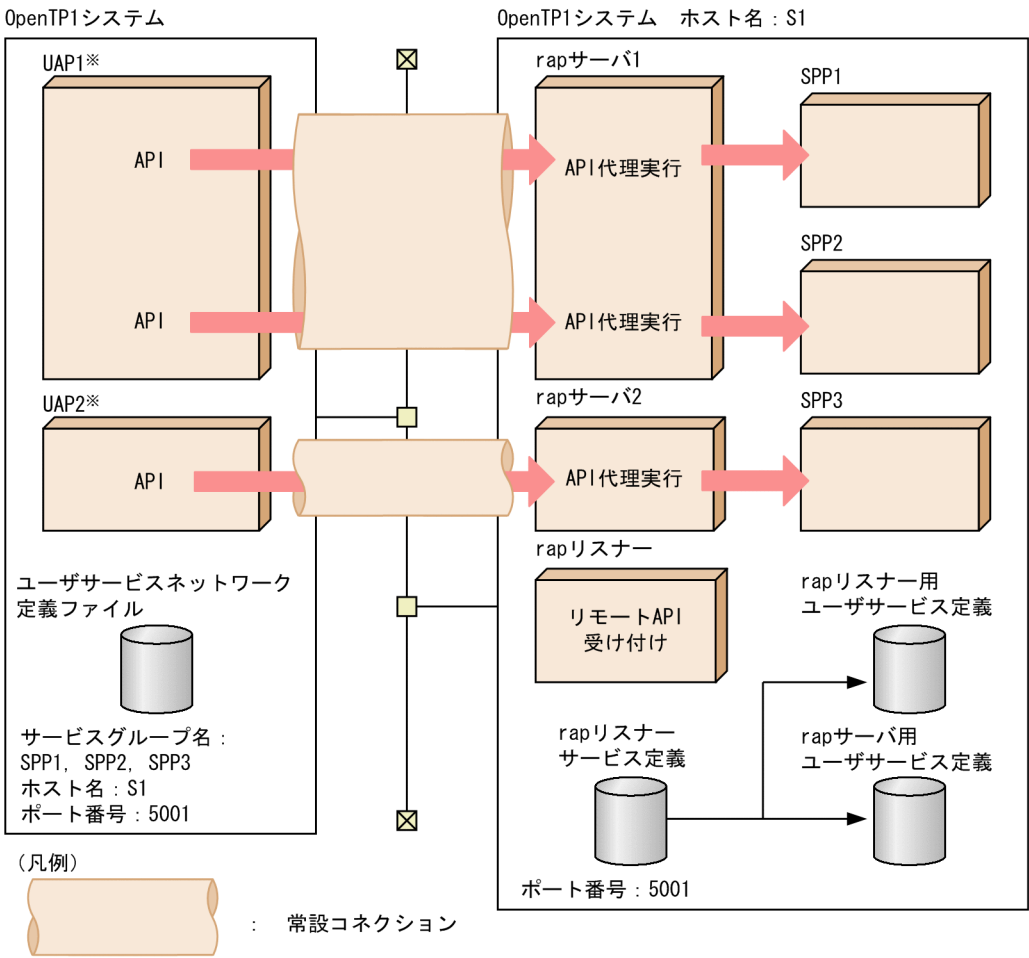 OpenTP1システム
UAP1※
API
API
UAP2※
API
ユーザサービスネットワーク
定義ファイル
サービスグループ名：
SPP1, SPP2, SPP3
ホスト名：S1
ポート番号：5001
OpenTP1システム　ホスト名：S1
rapサーバ1
API代理実行
API代理実行
SPP1
SPP2
rapサーバ2
API代理実行
SPP3
rapリスナー
リモートAPI
受け付け
rapリスナー用
ユーザサービス定義
rapリスナー
サービス定義
rapサーバ用
ユーザサービス定義
ポート番号：5001
（凡例）
：　常設コネクション